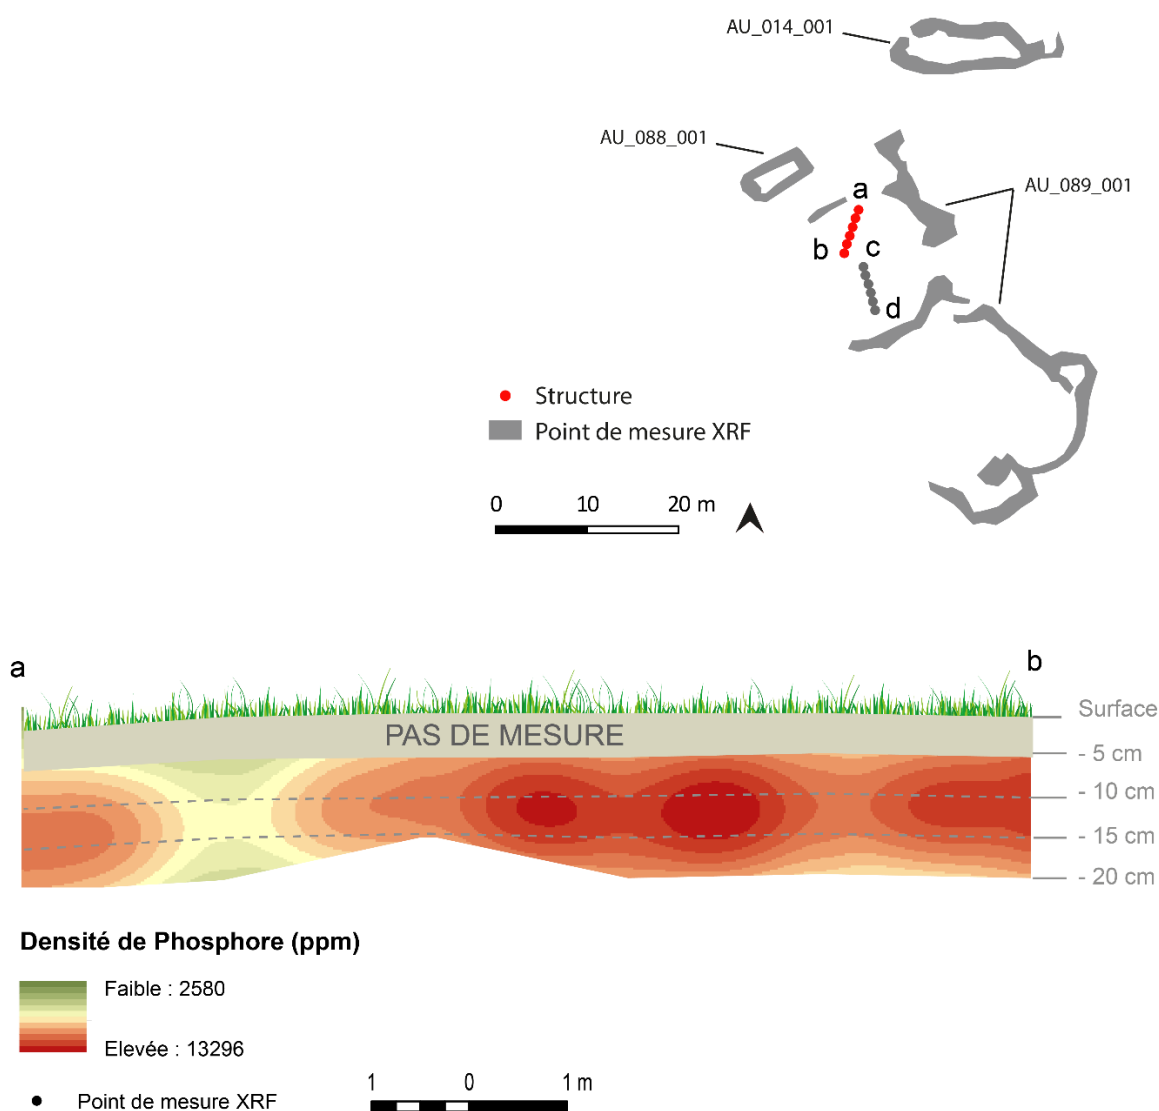 AU_014_001
AU_088_001
AU_089_001
a
b
c
d
Structure
Point de mesure XRF
0 10 20 m
a
b
PAS DE MESURE
Surface
- 5 cm
- 10 cm
- 15 cm
- 20 cm
Densité de Phosphore (ppm)
Faible : 2580
Elevée : 13296
Point de mesure XRF
1 0 1 m